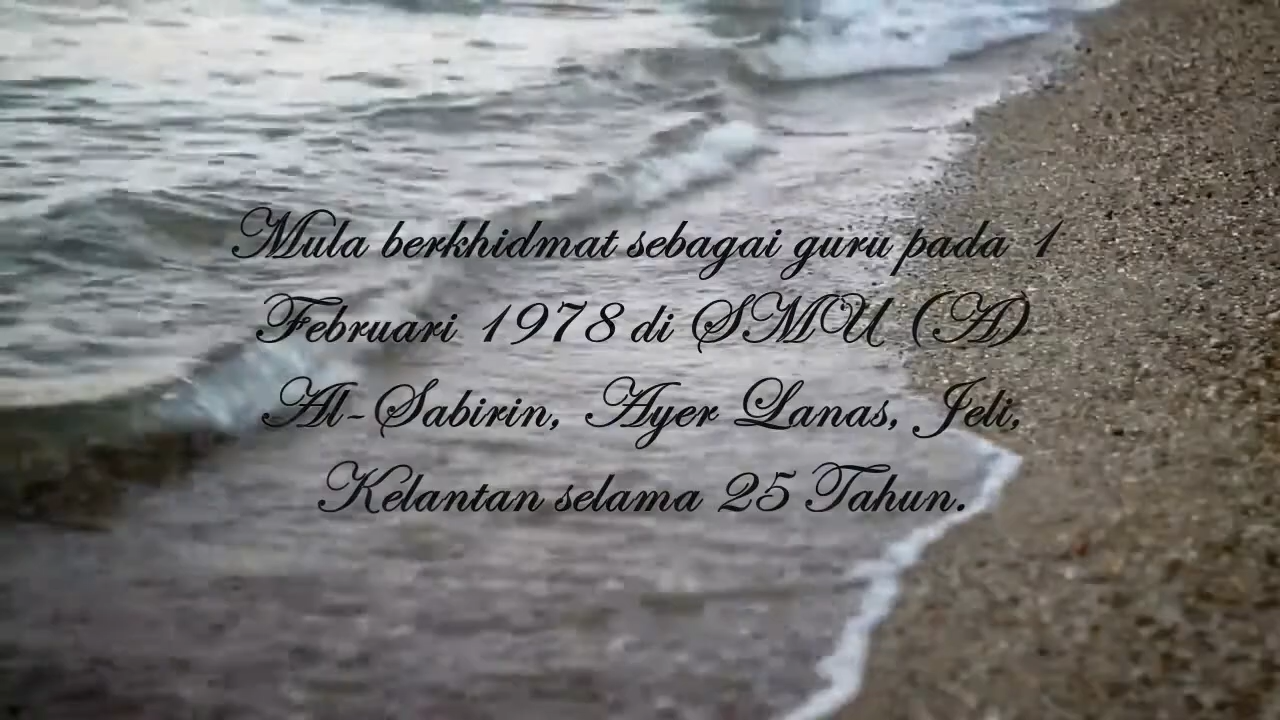 Mula berkhidmat sebagai guru pada 1
Februari 1978 di SMU (A)
Al-Sabirin, Ayer Lanas, Jeli,
Kelantan selama 25 Tahun.